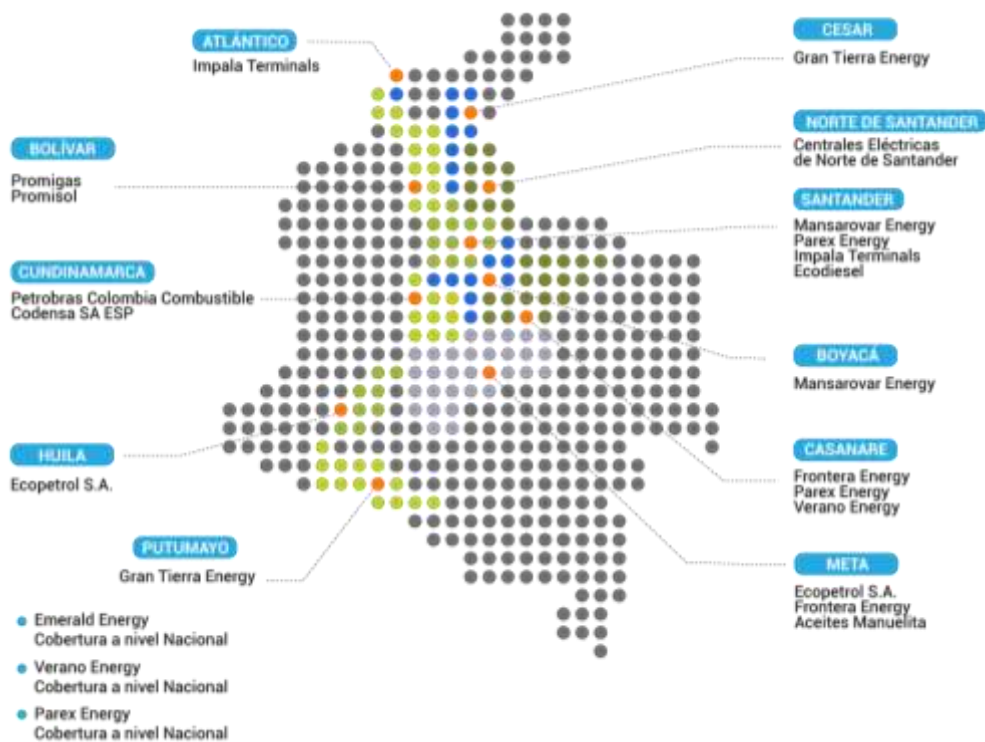 ATLÁNTICO
Impala Terminals
CESAR
Gran Tierra Energy
NORTE DE SANTANDER
Centrales Eléctricas
de Norte de Santander
BOLÍVAR
Promigas
Promisol
SANTANDER
Mansarovar Energy
Parex Energy
Impala Terminals
Ecodiesel
CUNDINAMARCA
Petrobras Colombia Combustible
Codensa SA ESP
BOYACÁ
Mansarovar Energy
HUILA
Ecopetrol S.A.
CASANARE
Frontera Energy
Parex Energy
Verano Energy
PUTUMAYO
Gran Tierra Energy
META
Ecopetrol S.A.
Frontera Energy
Aceites Manuelita
Emerald Energy
Cobertura a nivel Nacional
Verano Energy
Cobertura a nivel Nacional
Parex Energy
Cobertura a nivel Nacional